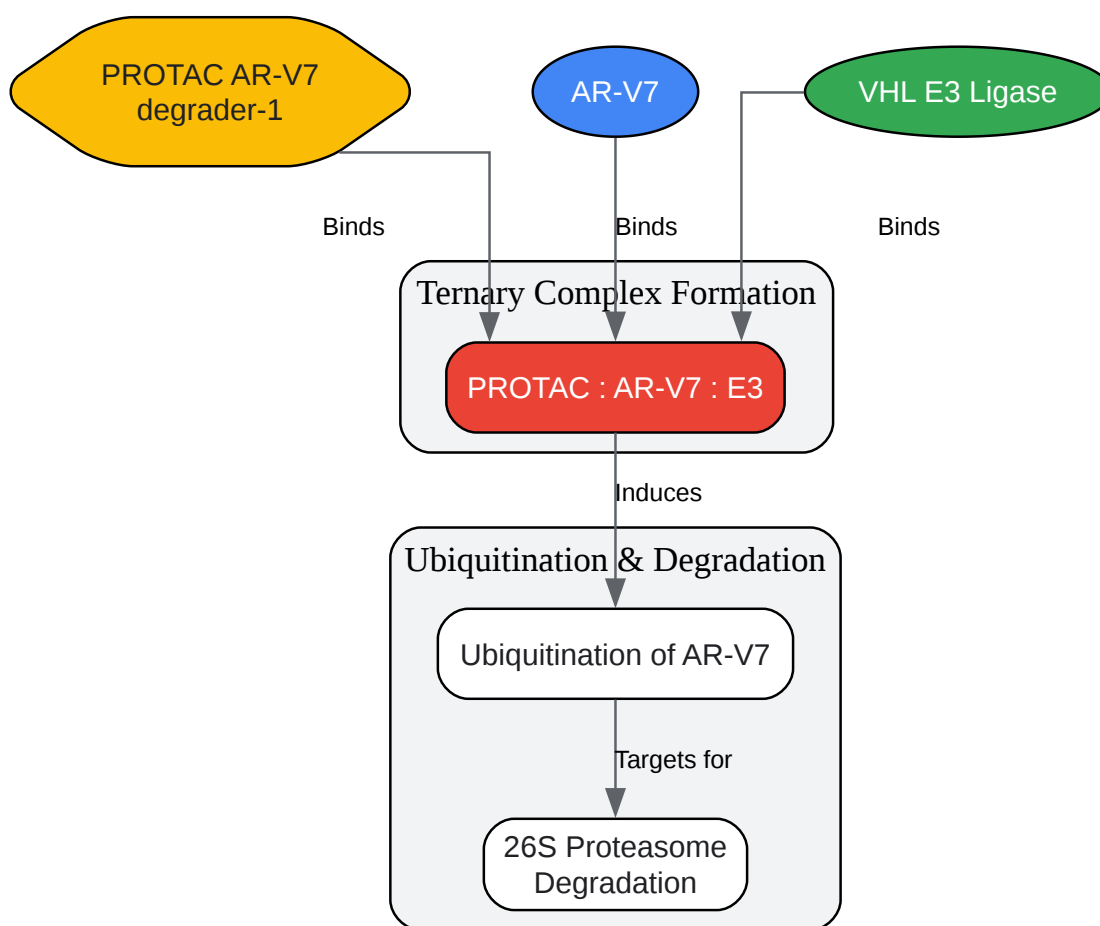 PROTAC AR-V7
degrader-1
AR-V7
VHL E3 Ligase
Binds
Binds
Binds
Ternary Complex Formation
PROTAC : AR-V7 : E3
Induces
Ubiquitination & Degradation
Ubiquitination of AR-V7
Targets for
26S Proteasome
Degradation